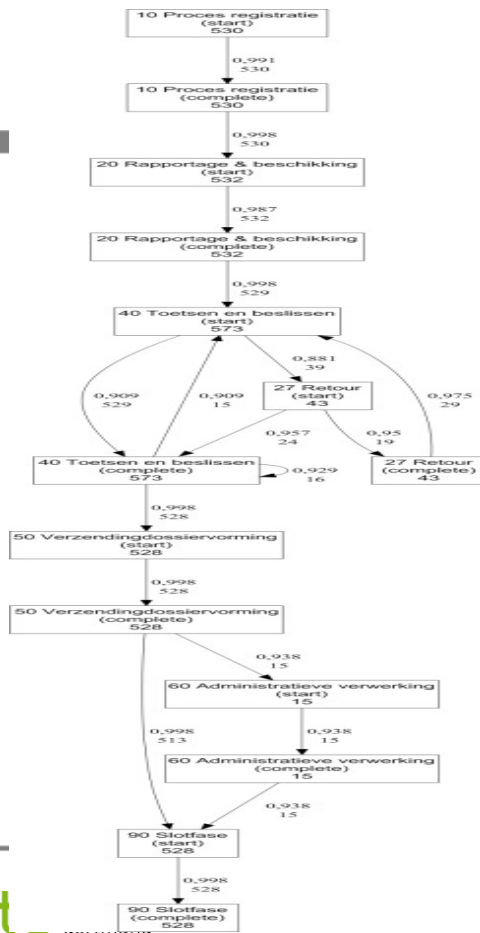 10 Proces registratie
(start)
530
0,991
530
10 Proces registratie
(complete)
530
0,998
530
20 Rapportage & beschikking
(start)
532
0,987
532
20 Rapportage & beschikking
(complete)
532
0,998
529
40 Toetsen en beslissen
(start)
573
0,881
39
27 Retour
(start)
43
0,909
529
0,909
15
0,975
29
0,957
24
0,95
19
40 Toetsen en beslissen
(complete)
573
0,929
16
27 Retour
(complete)
43
0,998
528
50 Verzendingdossiervorming
(start)
528
0,998
528
50 Verzendingdossiervorming
(complete)
528
0,938
15
60 Administratieve verwerking
(start)
15
0,998
513
0,938
15
60 Administratieve verwerking
(complete)
15
0,938
15
90 Slotfase
(start)
528
0,998
528
90 Slotfase
(complete)
528